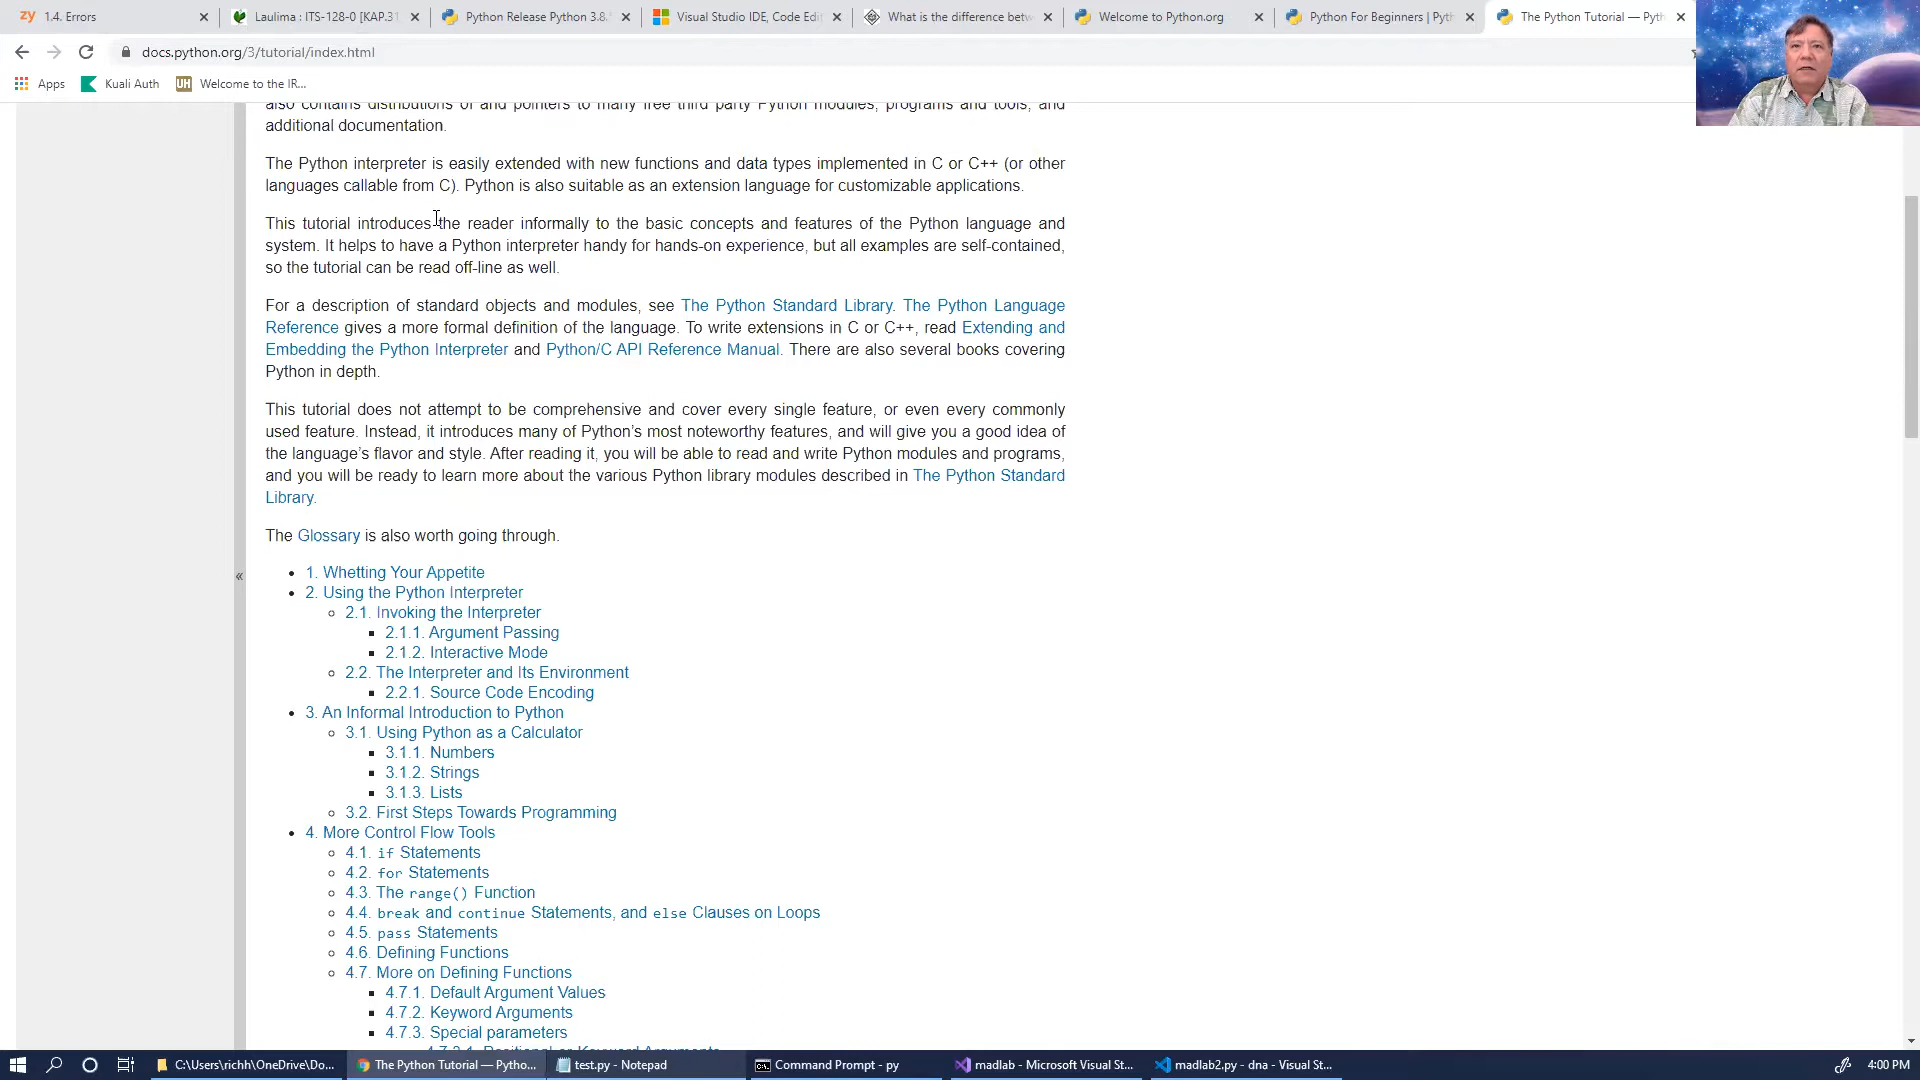 1.4. Errors
Laulima : ITS-128-0 [KAP.31
Python Release Python 3.8.
Visual Studio IDE, Code Edi
What is the difference betw
Welcome to Python.org
Python For Beginners | Pyth
The Python Tutorial — Pyth
docs.python.org/3/tutorial/index.html
Apps
Kuali Auth
UH Welcome to the IR...
also contains distributions of and pointers to many free third party Python modules, programs and tools, and
additional documentation.
The Python interpreter is easily extended with new functions and data types implemented in C or C++ (or other
languages callable from C). Python is also suitable as an extension language for customizable applications.
This tutorial introduces the reader informally to the basic concepts and features of the Python language and
system. It helps to have a Python interpreter handy for hands-on experience, but all examples are self-contained,
so the tutorial can be read off-line as well.
For a description of standard objects and modules, see The Python Standard Library. The Python Language
Reference gives a more formal definition of the language. To write extensions in C or C++, read Extending and
Embedding the Python Interpreter and Python/C API Reference Manual. There are also several books covering
Python in depth.
This tutorial does not attempt to be comprehensive and cover every single feature, or even every commonly
used feature. Instead, it introduces many of Python's most noteworthy features, and will give you a good idea of
the language's flavor and style. After reading it, you will be able to read and write Python modules and programs,
and you will be ready to learn more about the various Python library modules described in The Python Standard
Library.
The Glossary is also worth going through.
«
• 1. Whetting Your Appetite
• 2. Using the Python Interpreter
◦ 2.1. Invoking the Interpreter
▪ 2.1.1. Argument Passing
▪ 2.1.2. Interactive Mode
◦ 2.2. The Interpreter and Its Environment
▪ 2.2.1. Source Code Encoding
• 3. An Informal Introduction to Python
◦ 3.1. Using Python as a Calculator
▪ 3.1.1. Numbers
▪ 3.1.2. Strings
▪ 3.1.3. Lists
◦ 3.2. First Steps Towards Programming
• 4. More Control Flow Tools
◦ 4.1. if Statements
◦ 4.2. for Statements
◦ 4.3. The range() Function
◦ 4.4. break and continue Statements, and else Clauses on Loops
◦ 4.5. pass Statements
◦ 4.6. Defining Functions
◦ 4.7. More on Defining Functions
▪ 4.7.1. Default Argument Values
▪ 4.7.2. Keyword Arguments
▪ 4.7.3. Special parameters
C:\Users\richh\OneDrive\Do...
The Python Tutorial — Pytho...
test.py - Notepad
Command Prompt - py
madlab - Microsoft Visual St...
madlab2.py - dna - Visual St...
4:00 PM